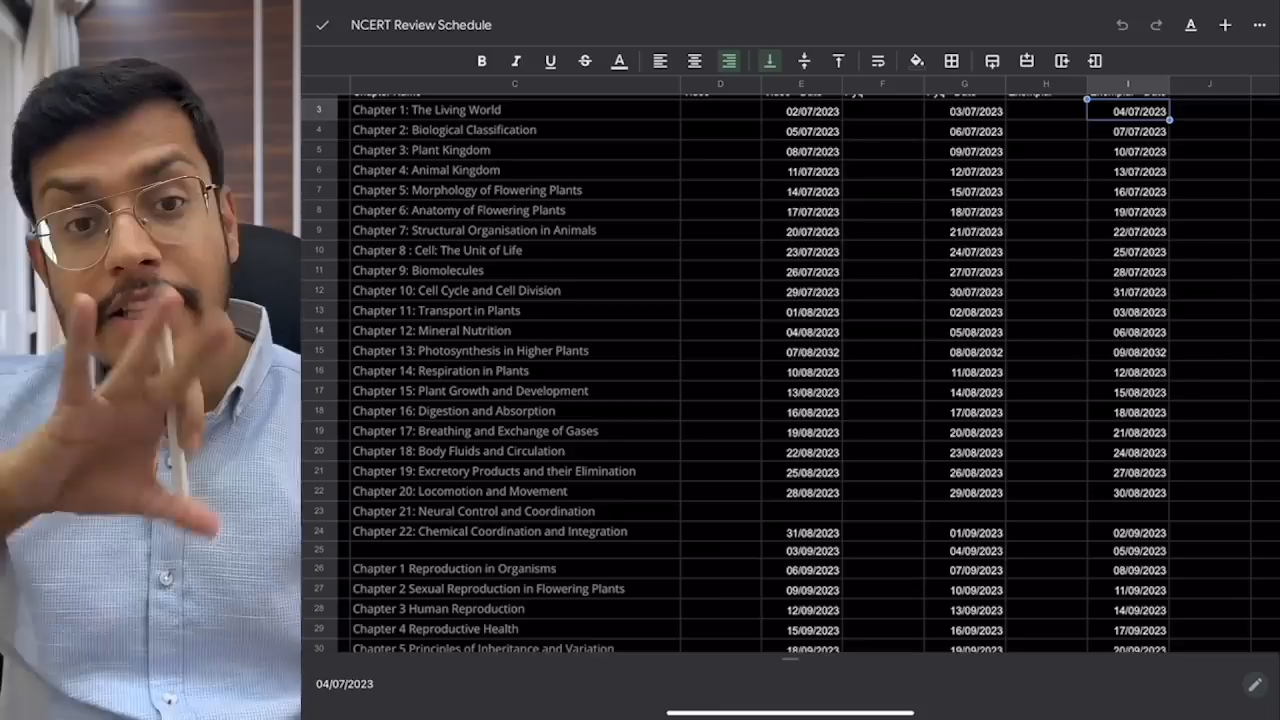 NCERT Review Schedule
B I U S A
C D E F G H I J
3 Chapter 1: The Living World 02/07/2023 03/07/2023 04/07/2023
4 Chapter 2: Biological Classification 05/07/2023 06/07/2023 07/07/2023
5 Chapter 3: Plant Kingdom 08/07/2023 09/07/2023 10/07/2023
6 Chapter 4: Animal Kingdom 11/07/2023 12/07/2023 13/07/2023
7 Chapter 5: Morphology of Flowering Plants 14/07/2023 15/07/2023 16/07/2023
8 Chapter 6: Anatomy of Flowering Plants 17/07/2023 18/07/2023 19/07/2023
9 Chapter 7: Structural Organisation in Animals 20/07/2023 21/07/2023 22/07/2023
10 Chapter 8 : Cell: The Unit of Life 23/07/2023 24/07/2023 25/07/2023
11 Chapter 9: Biomolecules 26/07/2023 27/07/2023 28/07/2023
12 Chapter 10: Cell Cycle and Cell Division 29/07/2023 30/07/2023 31/07/2023
13 Chapter 11: Transport in Plants 01/08/2023 02/08/2023 03/08/2023
14 Chapter 12: Mineral Nutrition 04/08/2023 05/08/2023 06/08/2023
15 Chapter 13: Photosynthesis in Higher Plants 07/08/2032 08/08/2032 09/08/2032
16 Chapter 14: Respiration in Plants 10/08/2023 11/08/2023 12/08/2023
17 Chapter 15: Plant Growth and Development 13/08/2023 14/08/2023 15/08/2023
18 Chapter 16: Digestion and Absorption 16/08/2023 17/08/2023 18/08/2023
19 Chapter 17: Breathing and Exchange of Gases 19/08/2023 20/08/2023 21/08/2023
20 Chapter 18: Body Fluids and Circulation 22/08/2023 23/08/2023 24/08/2023
21 Chapter 19: Excretory Products and their Elimination 25/08/2023 26/08/2023 27/08/2023
22 Chapter 20: Locomotion and Movement 28/08/2023 29/08/2023 30/08/2023
23 Chapter 21: Neural Control and Coordination
24 Chapter 22: Chemical Coordination and Integration 31/08/2023 01/09/2023 02/09/2023
25 03/09/2023 04/09/2023 05/09/2023
26 Chapter 1 Reproduction in Organisms 06/09/2023 07/09/2023 08/09/2023
27 Chapter 2 Sexual Reproduction in Flowering Plants 09/09/2023 10/09/2023 11/09/2023
28 Chapter 3 Human Reproduction 12/09/2023 13/09/2023 14/09/2023
29 Chapter 4 Reproductive Health 15/09/2023 16/09/2023 17/09/2023
30 Chapter 5 Principles of Inheritance and Variation 18/09/2023 19/09/2023 20/09/2023
04/07/2023